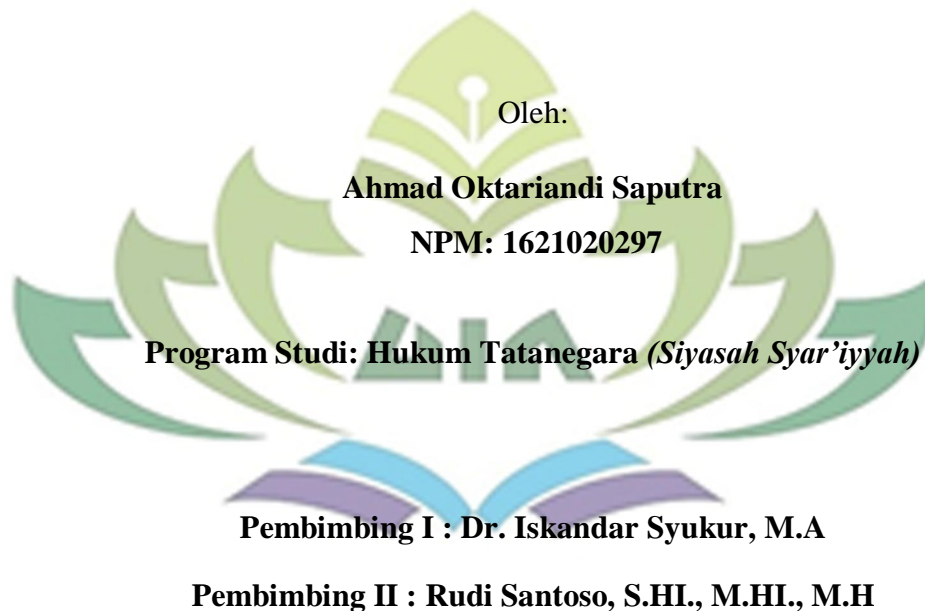 Oleh:
Ahmad Oktariandi Saputra
NPM: 1621020297
UIN
Program Studi: Hukum Tatanegara (Siyasah Syar’iyyah)
Pembimbing I : Dr. Iskandar Syukur, M.A
Pembimbing II : Rudi Santoso, S.HI., M.HI., M.H